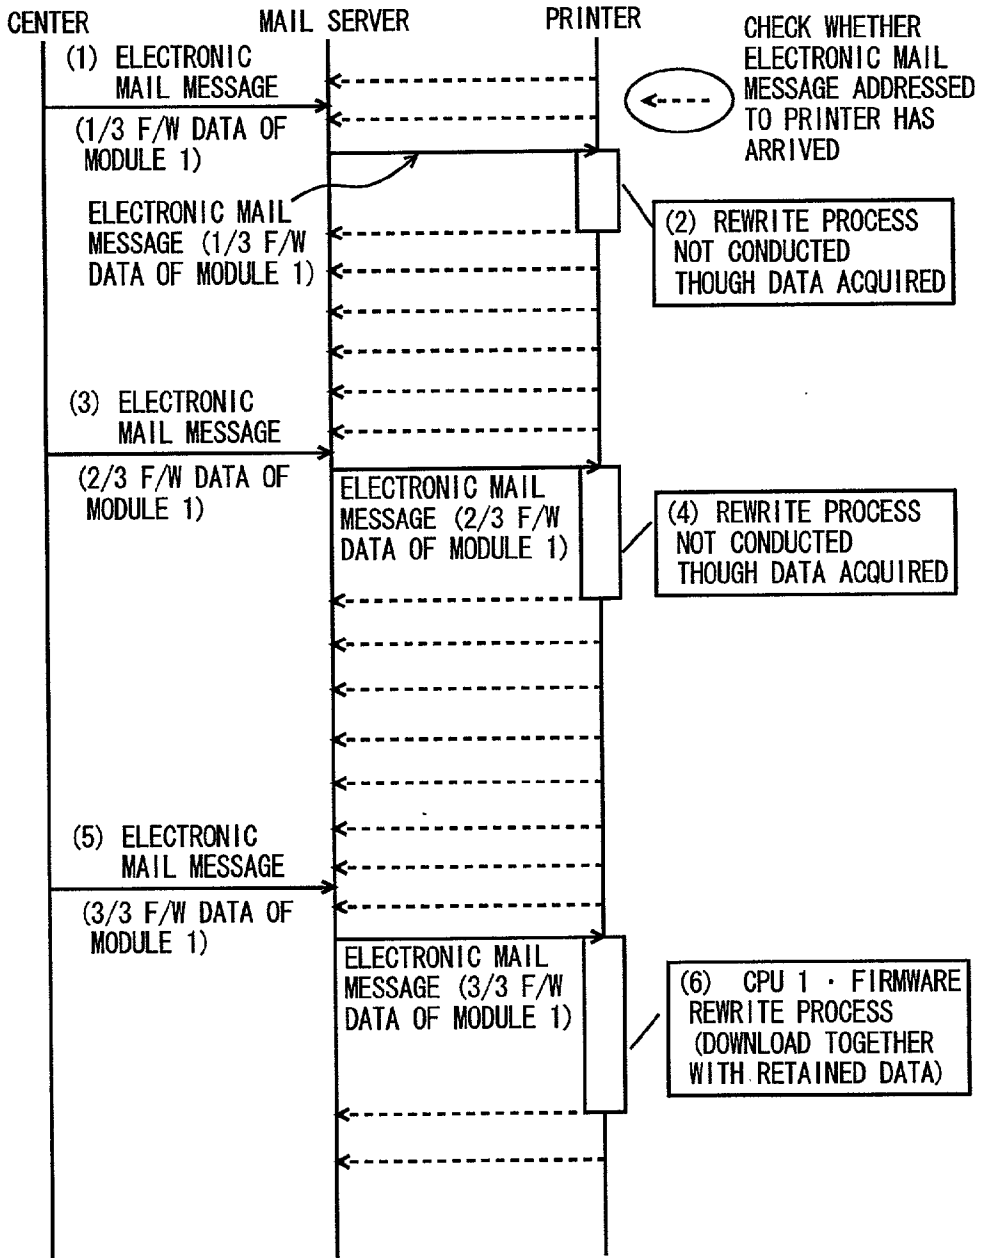 CENTER
MAIL SERVER
PRINTER
CHECK WHETHER
ELECTRONIC MAIL
MESSAGE ADDRESSED
TO PRINTER HAS
ARRIVED
(1) ELECTRONIC
MAIL MESSAGE
(1/3 F/W DATA OF
MODULE 1)
ELECTRONIC MAIL
MESSAGE (1/3 F/W
DATA OF MODULE 1)
(2) REWRITE PROCESS
NOT CONDUCTED
THOUGH DATA ACQUIRED
(3) ELECTRONIC
MAIL MESSAGE
(2/3 F/W DATA OF
MODULE 1)
ELECTRONIC MAIL
MESSAGE (2/3 F/W
DATA OF MODULE 1)
(4) REWRITE PROCESS
NOT CONDUCTED
THOUGH DATA ACQUIRED
(5) ELECTRONIC
MAIL MESSAGE
(3/3 F/W DATA OF
MODULE 1)
ELECTRONIC MAIL
MESSAGE (3/3 F/W
DATA OF MODULE 1)
(6) CPU 1 · FIRMWARE
REWRITE PROCESS
(DOWNLOAD TOGETHER
WITH RETAINED DATA)